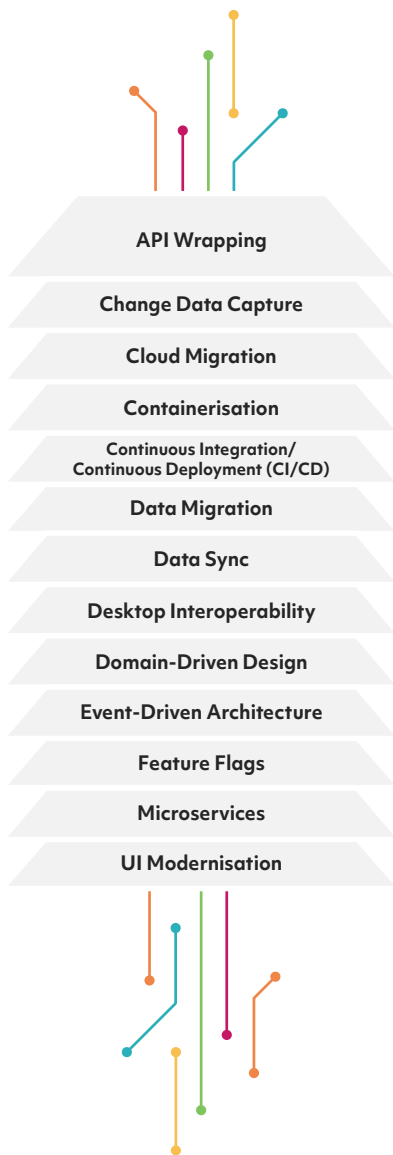 API Wrapping
Change Data Capture
Cloud Migration
Containerisation
Continuous Integration/
Continuous Deployment (CI/CD)
Data Migration
Data Sync
Desktop Interoperability
Domain-Driven Design
Event-Driven Architecture
Feature Flags
Microservices
UI Modernisation